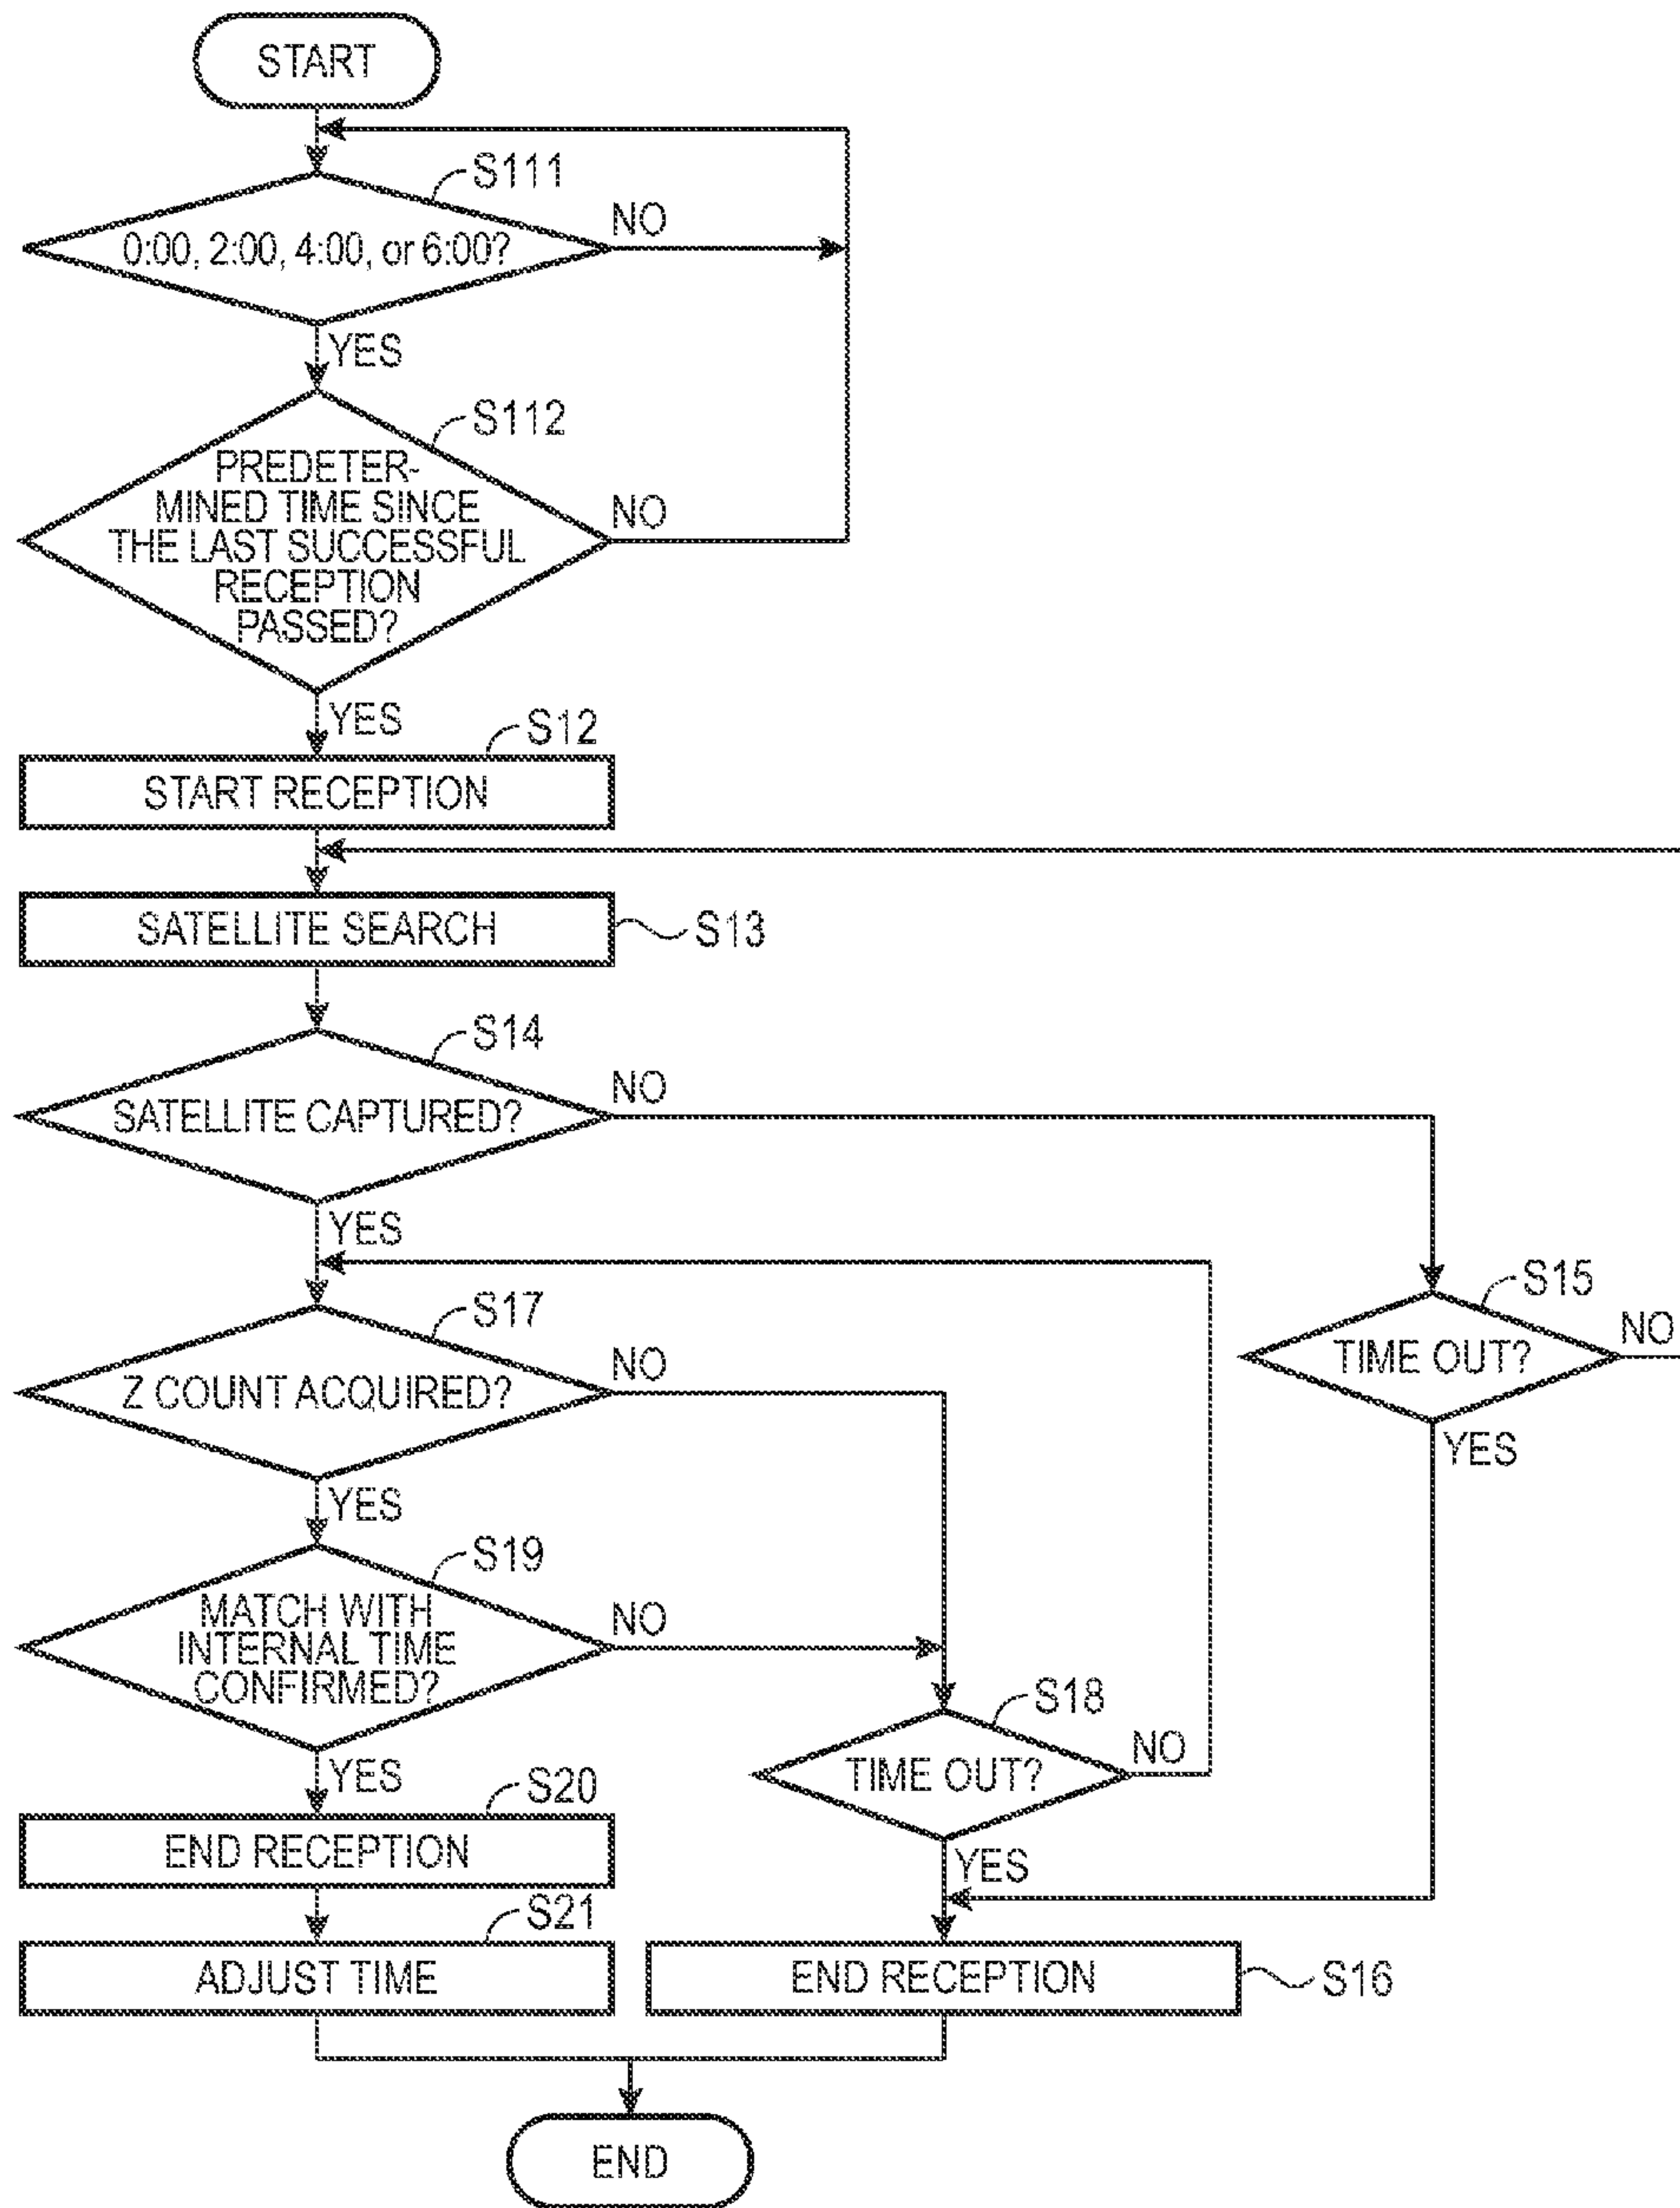 START
S111
0:00, 2:00, 4:00, or 6:00?
NO
YES
S112
PREDETER-
MINED TIME SINCE
THE LAST SUCCESSFUL
RECEPTION
PASSED?
NO
YES
S12
START RECEPTION
SATELLITE SEARCH
S13
S14
SATELLITE CAPTURED?
NO
YES
S15
TIME OUT?
NO
YES
S17
Z COUNT ACQUIRED?
NO
YES
S19
MATCH WITH
INTERNAL TIME
CONFIRMED?
NO
YES
S18
TIME OUT?
NO
YES
S20
END RECEPTION
S21
ADJUST TIME
END RECEPTION
S16
END